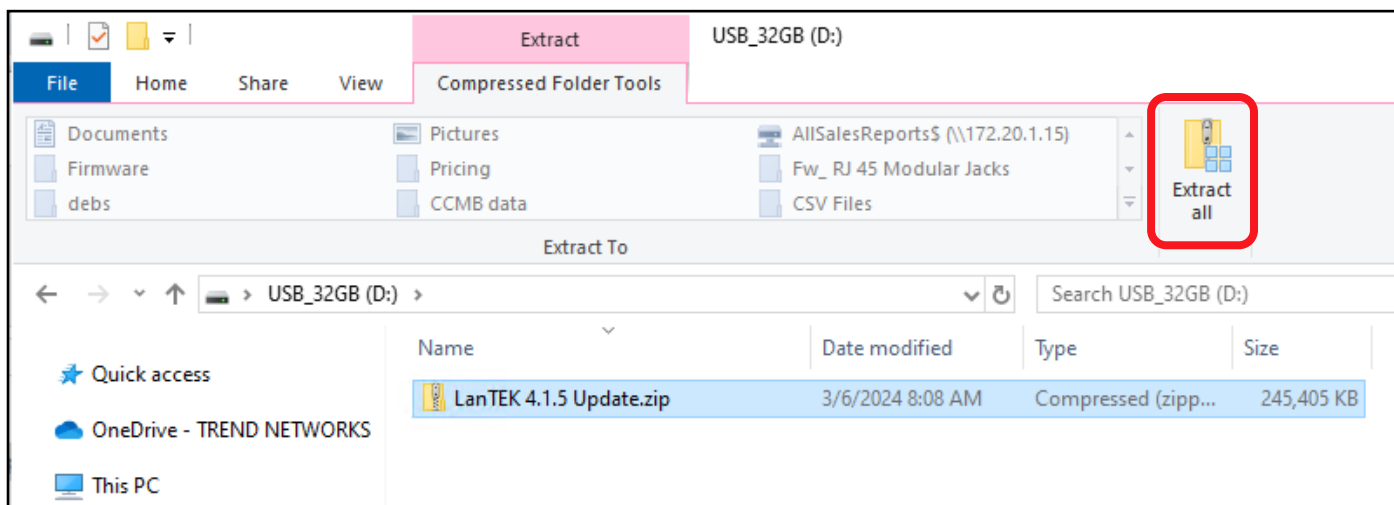 Extract USB_32GB (D:)
File Home Share View Compressed Folder Tools
Documents Pictures AllSalesReports$ (\\172.20.1.15)
Firmware Pricing Fw_ RJ 45 Modular Jacks
debs CCMB data CSV Files
Extract
all
Extract To
USB_32GB (D:) Search USB_32GB (D:)
Name Date modified Type Size
Quick access
LanTEK 4.1.5 Update.zip 3/6/2024 8:08 AM Compressed (zipp... 245,405 KB
OneDrive - TREND NETWORKS
This PC